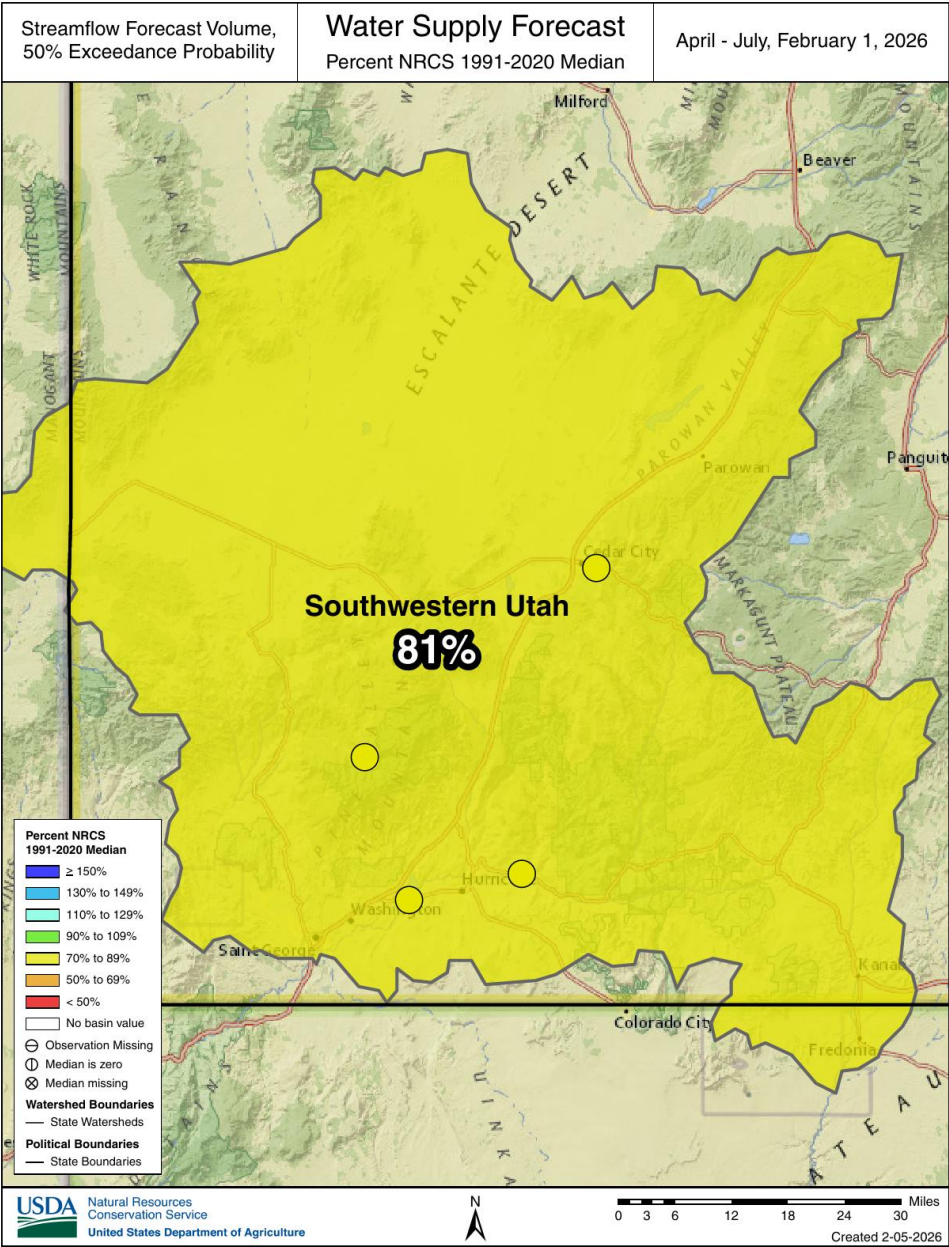 Streamflow Forecast Volume,
50% Exceedance Probability
Water Supply Forecast
Percent NRCS 1991-2020 Median
April - July, February 1, 2026
Milford
Beaver
MOUNTAIN
WHITE ROCK
MOUNTAINS
ESCALANTE DESERT
PAROWAN VALLEY
Parowan
Panguit
Cedar City
MARKAGUNT PLATEAU
Southwestern Utah
81%
Hurric
Washington
Saint George
Kanab
Colorado City
Fredonia
Percent NRCS
1991-2020 Median
≥ 150%
130% to 149%
110% to 129%
90% to 109%
70% to 89%
50% to 69%
< 50%
No basin value
Observation Missing
Median is zero
Median missing
Watershed Boundaries
State Watersheds
Political Boundaries
State Boundaries
USDA
Natural Resources
Conservation Service
United States Department of Agriculture
N
Miles
0 3 6 12 18 24 30
Created 2-05-2026